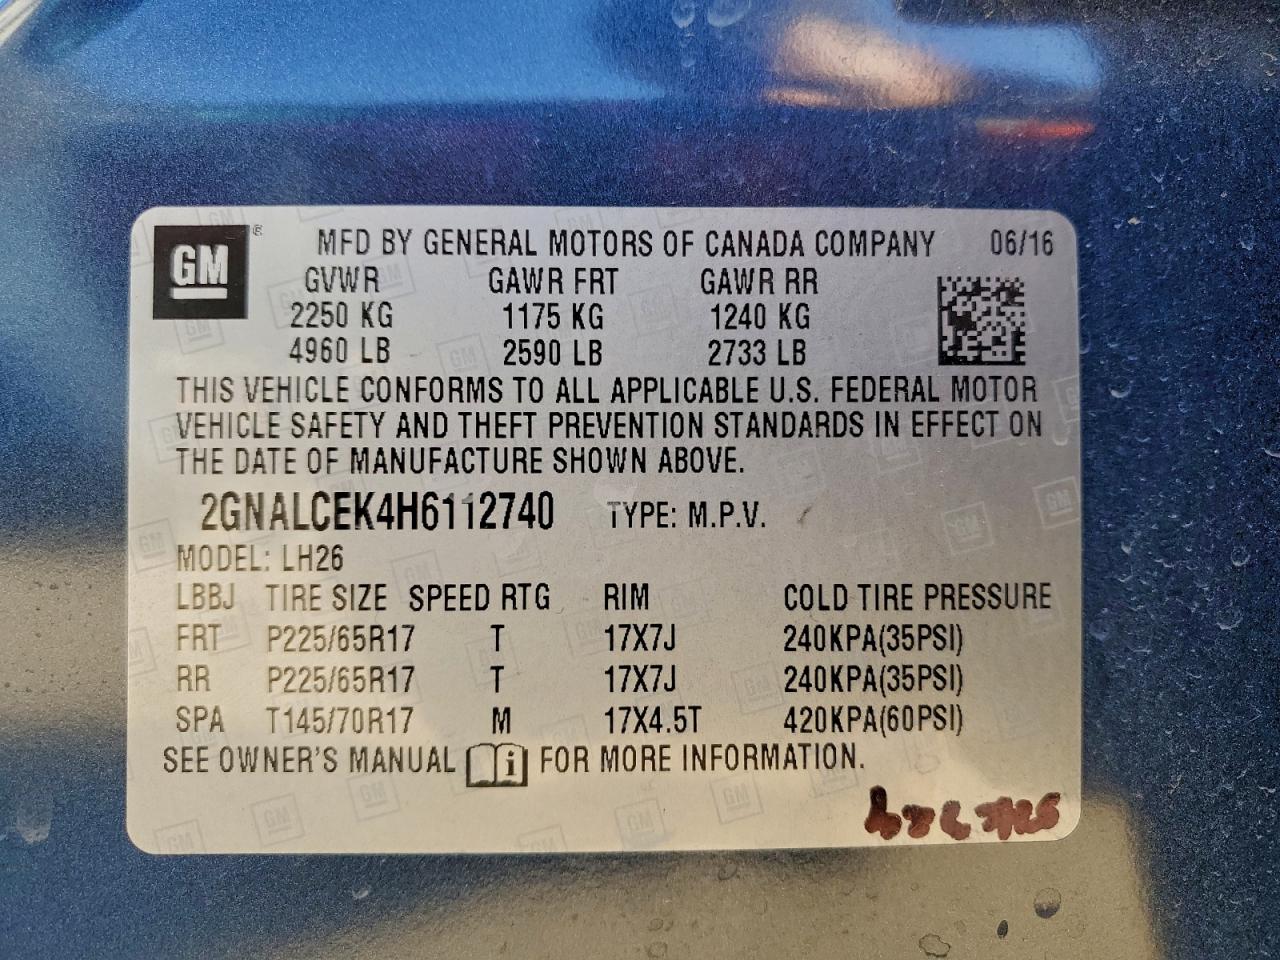 GM ® MFD BY GENERAL MOTORS OF CANADA COMPANY 06/16
GVWR GAWR FRT GAWR RR
2250 KG 1175 KG 1240 KG
4960 LB 2590 LB 2733 LB
THIS VEHICLE CONFORMS TO ALL APPLICABLE U.S. FEDERAL MOTOR
VEHICLE SAFETY AND THEFT PREVENTION STANDARDS IN EFFECT ON
THE DATE OF MANUFACTURE SHOWN ABOVE.
2GNALCEK4H6112740 TYPE: M.P.V.
MODEL: LH26
LBBJ TIRE SIZE SPEED RTG RIM COLD TIRE PRESSURE
FRT P225/65R17 T 17X7J 240KPA(35PSI)
RR P225/65R17 T 17X7J 240KPA(35PSI)
SPA T145/70R17 M 17X4.5T 420KPA(60PSI)
SEE OWNER'S MANUAL i FOR MORE INFORMATION.